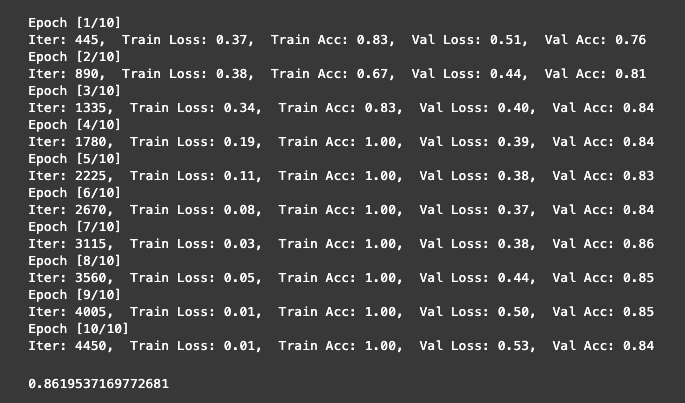 Epoch [1/10]
Iter: 445,  Train Loss: 0.37,  Train Acc: 0.83,  Val Loss: 0.51,  Val Acc: 0.76
Epoch [2/10]
Iter: 890,  Train Loss: 0.38,  Train Acc: 0.67,  Val Loss: 0.44,  Val Acc: 0.81
Epoch [3/10]
Iter: 1335,  Train Loss: 0.34,  Train Acc: 0.83,  Val Loss: 0.40,  Val Acc: 0.84
Epoch [4/10]
Iter: 1780,  Train Loss: 0.19,  Train Acc: 1.00,  Val Loss: 0.39,  Val Acc: 0.84
Epoch [5/10]
Iter: 2225,  Train Loss: 0.11,  Train Acc: 1.00,  Val Loss: 0.38,  Val Acc: 0.83
Epoch [6/10]
Iter: 2670,  Train Loss: 0.08,  Train Acc: 1.00,  Val Loss: 0.37,  Val Acc: 0.84
Epoch [7/10]
Iter: 3115,  Train Loss: 0.03,  Train Acc: 1.00,  Val Loss: 0.38,  Val Acc: 0.86
Epoch [8/10]
Iter: 3560,  Train Loss: 0.05,  Train Acc: 1.00,  Val Loss: 0.44,  Val Acc: 0.85
Epoch [9/10]
Iter: 4005,  Train Loss: 0.01,  Train Acc: 1.00,  Val Loss: 0.50,  Val Acc: 0.85
Epoch [10/10]
Iter: 4450,  Train Loss: 0.01,  Train Acc: 1.00,  Val Loss: 0.53,  Val Acc: 0.84
0.8619537169772681